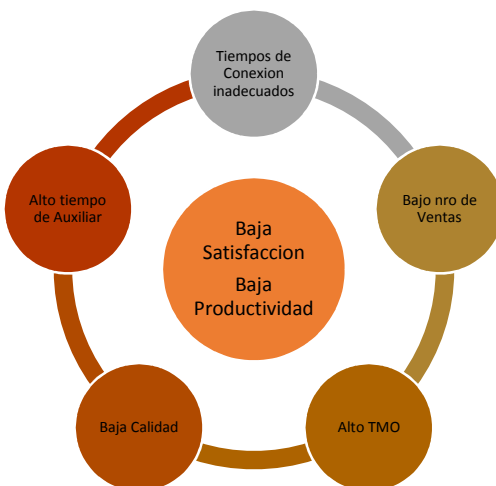 Tiempos de
Conexion
inadecuados
Bajo nro de
Ventas
Alto TMO
Baja Calidad
Alto tiempo
de Auxiliar
Baja
Satisfaccion
Baja
Productividad